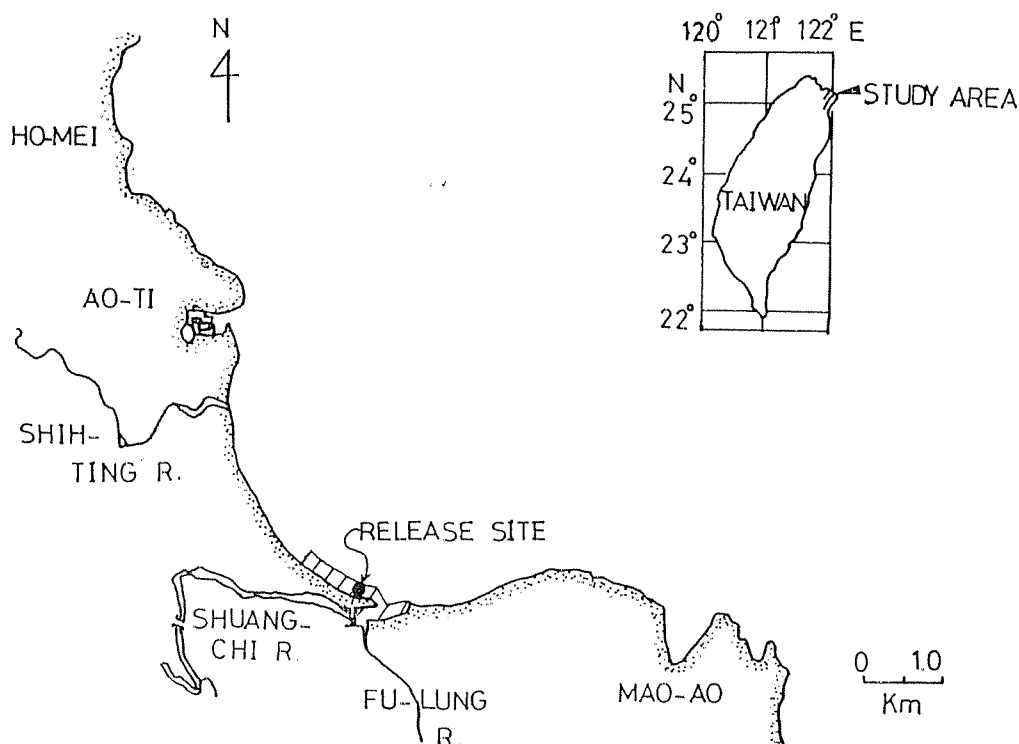 N
HO-MEI
AO-TI
SHIH-
TING R.
RELEASE SITE
SHUANG-
CHI R.
FU-LUNG
R.
MAO-AO
0 1.0
Km
120° 121° 122° E
N
25°
24°
23°
22°
TAIWAN
STUDY AREA